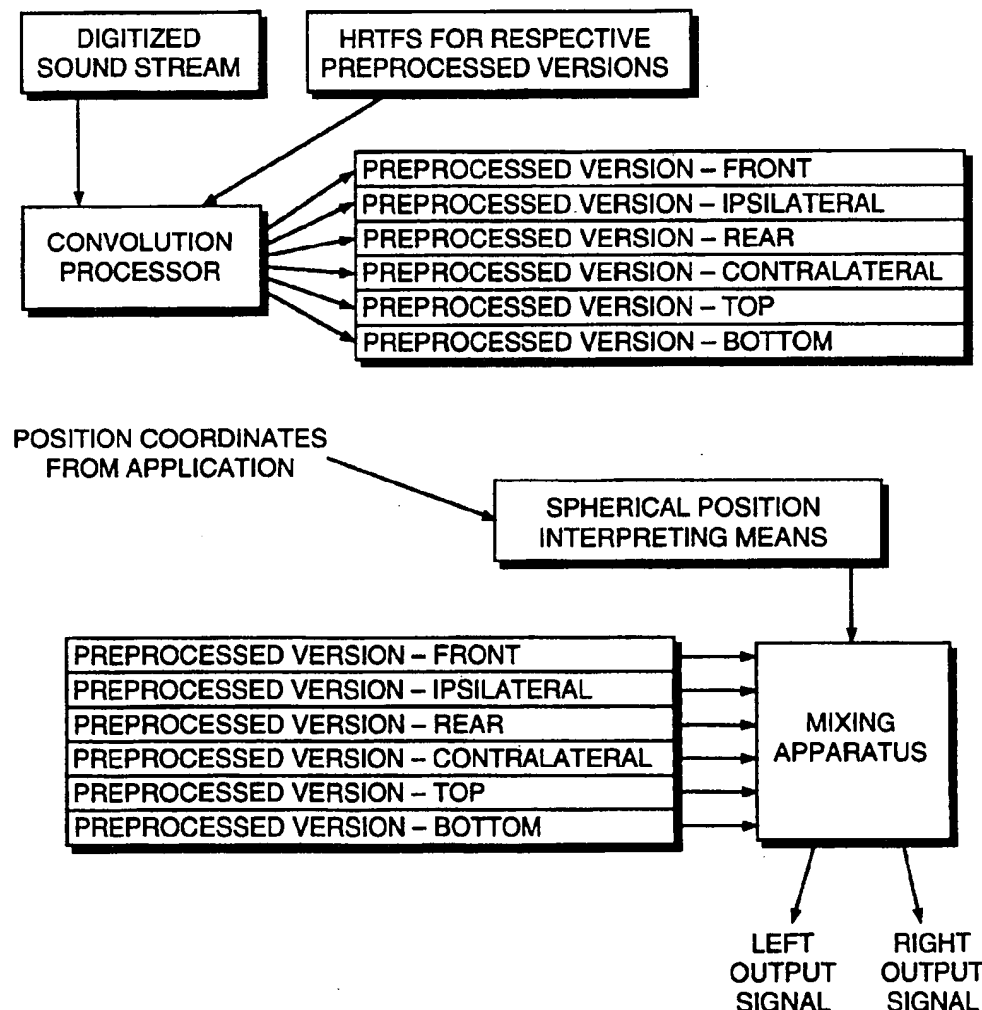 DIGITIZED
SOUND STREAM
HRTFS FOR RESPECTIVE
PREPROCESSED VERSIONS
PREPROCESSED VERSION – FRONT
PREPROCESSED VERSION – IPSILATERAL
PREPROCESSED VERSION – REAR
PREPROCESSED VERSION – CONTRALATERAL
PREPROCESSED VERSION – TOP
PREPROCESSED VERSION – BOTTOM
CONVOLUTION
PROCESSOR
POSITION COORDINATES
FROM APPLICATION
SPHERICAL POSITION
INTERPRETING MEANS
PREPROCESSED VERSION – FRONT
PREPROCESSED VERSION – IPSILATERAL
PREPROCESSED VERSION – REAR
PREPROCESSED VERSION – CONTRALATERAL
PREPROCESSED VERSION – TOP
PREPROCESSED VERSION – BOTTOM
MIXING
APPARATUS
LEFT
OUTPUT
SIGNAL
RIGHT
OUTPUT
SIGNAL